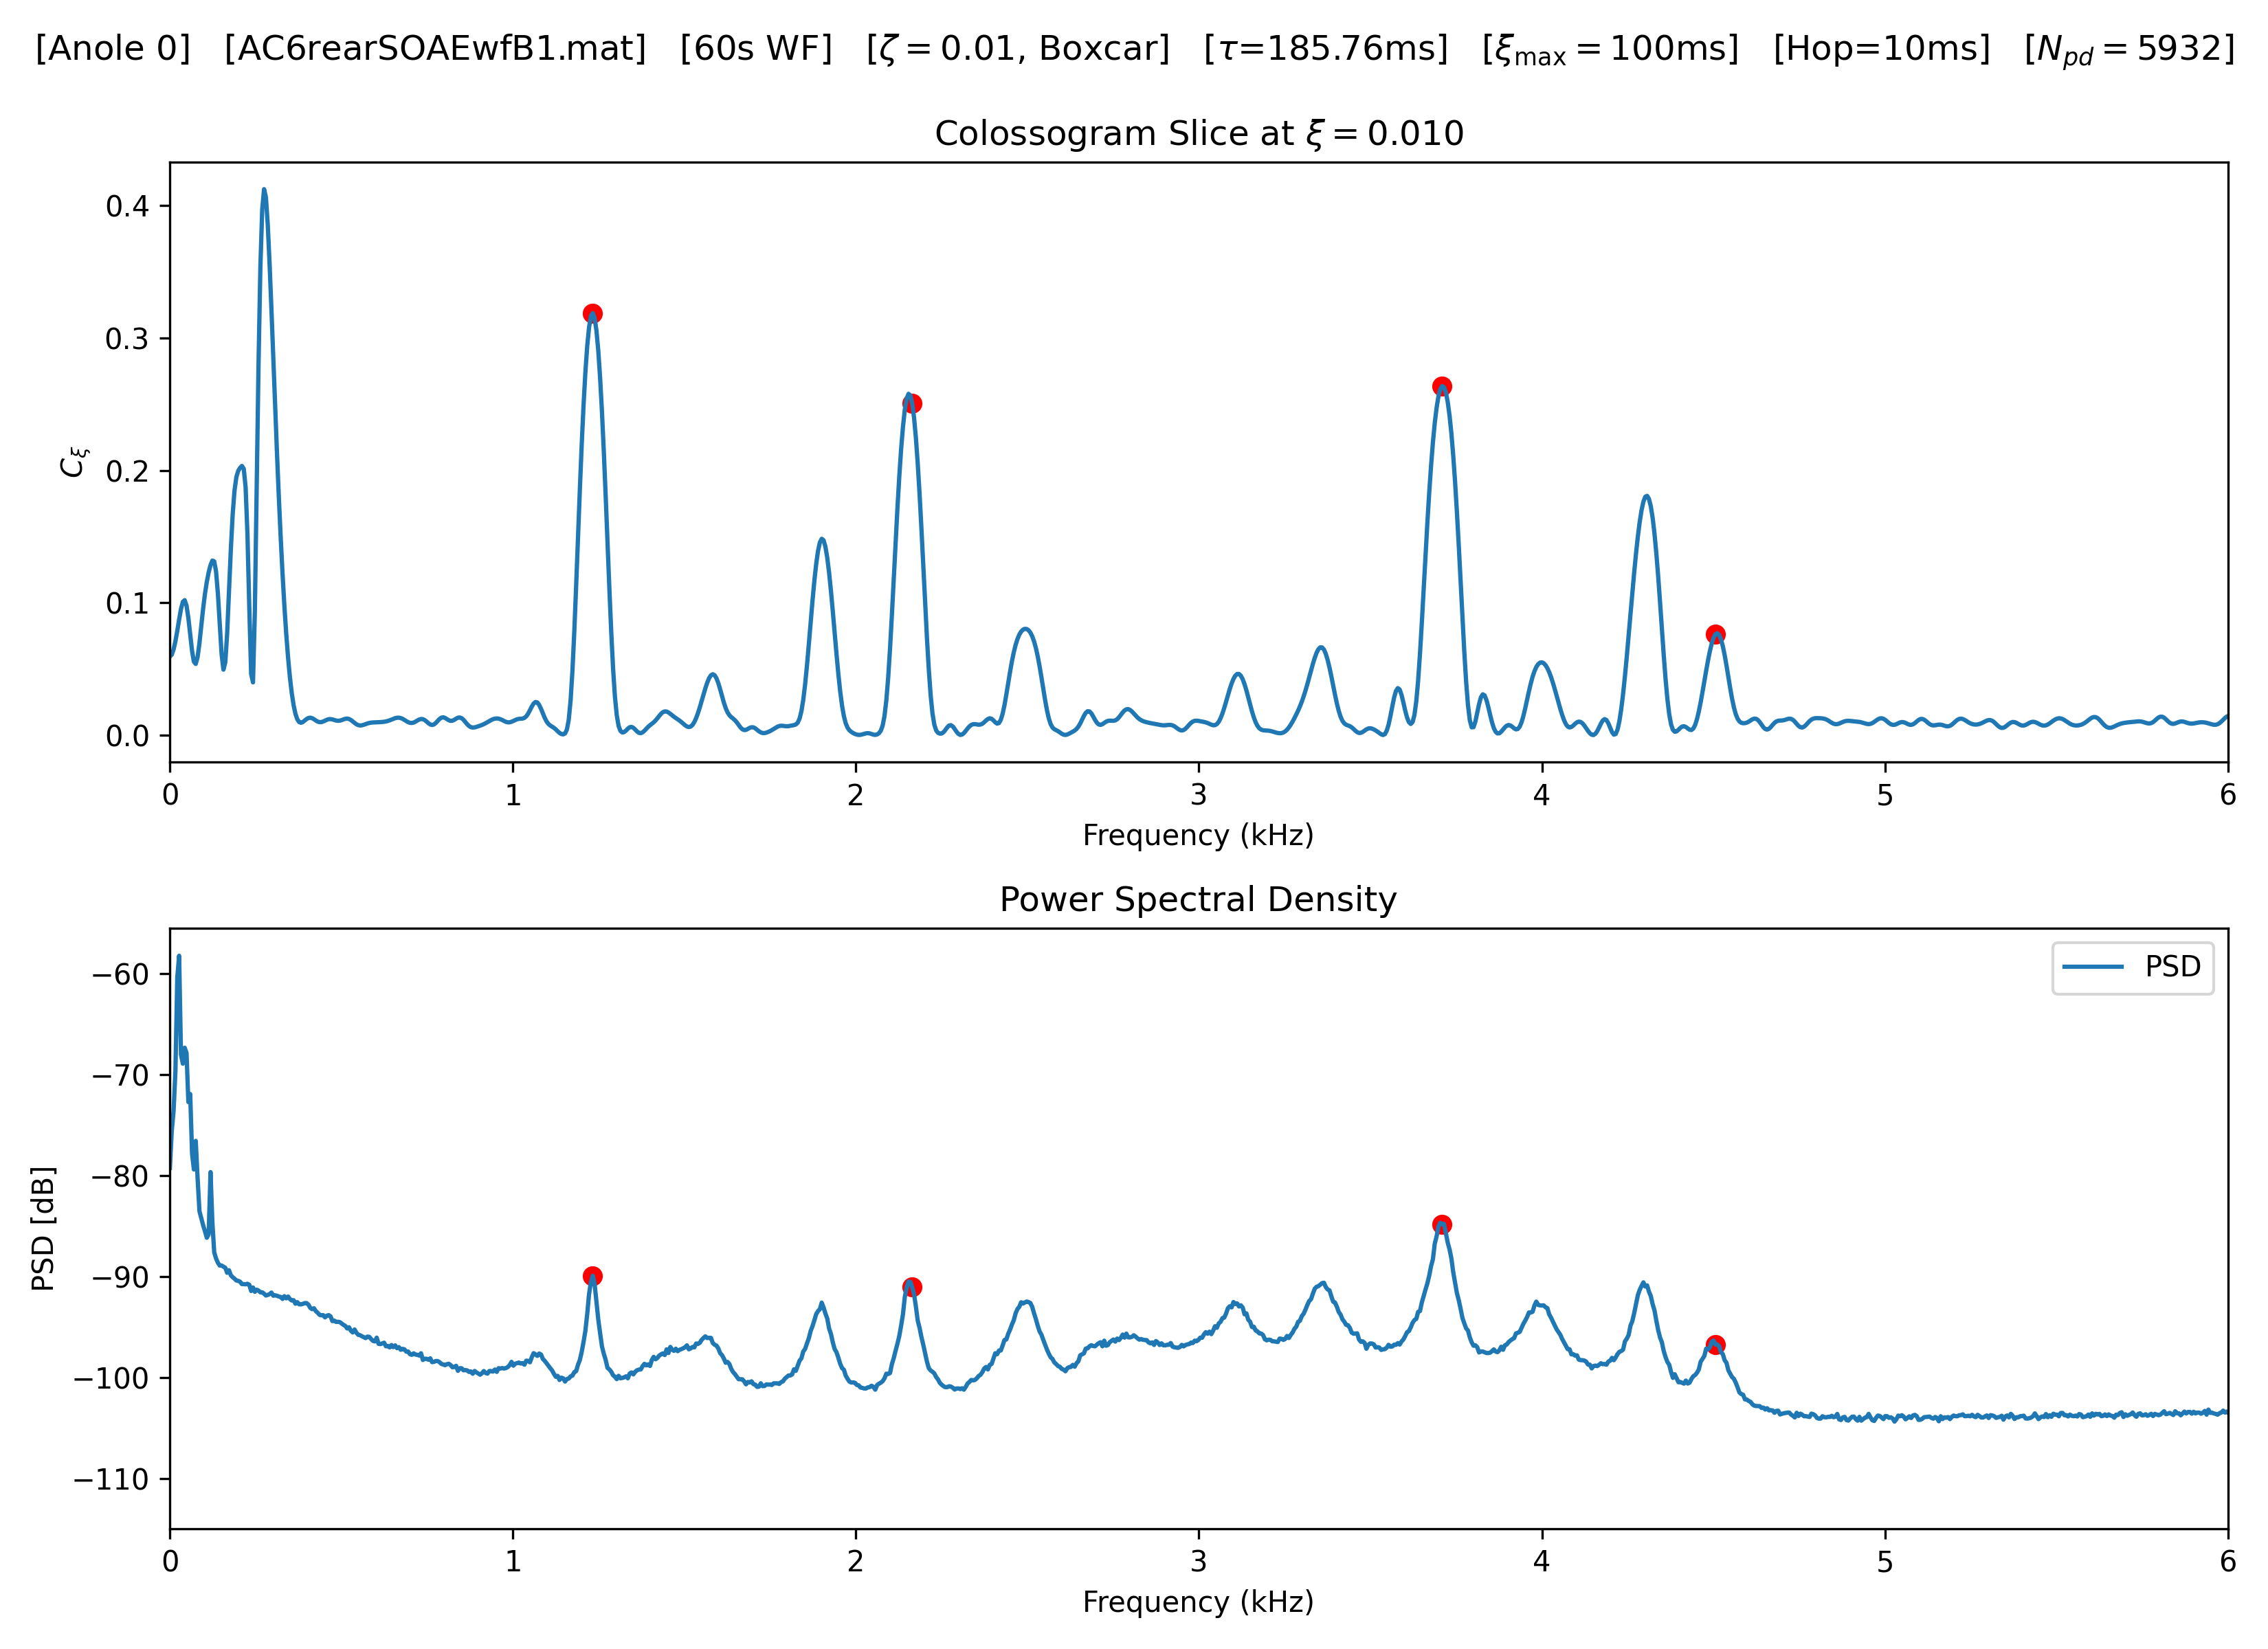 [Anole 0] [AC6rearSOAEwfB1.mat] [60s WF] [ζ = 0.01, Boxcar] [τ=185.76ms] [ξmax = 100ms] [Hop=10ms] [Npd = 5932]
Colossogram Slice at ξ = 0.010
Cξ
0.4
0.3
0.2
0.1
0.0
0 1 2 3 4 5 6
Frequency (kHz)
Power Spectral Density
PSD
PSD [dB]
−60
−70
−80
−90
−100
−110
0 1 2 3 4 5 6
Frequency (kHz)